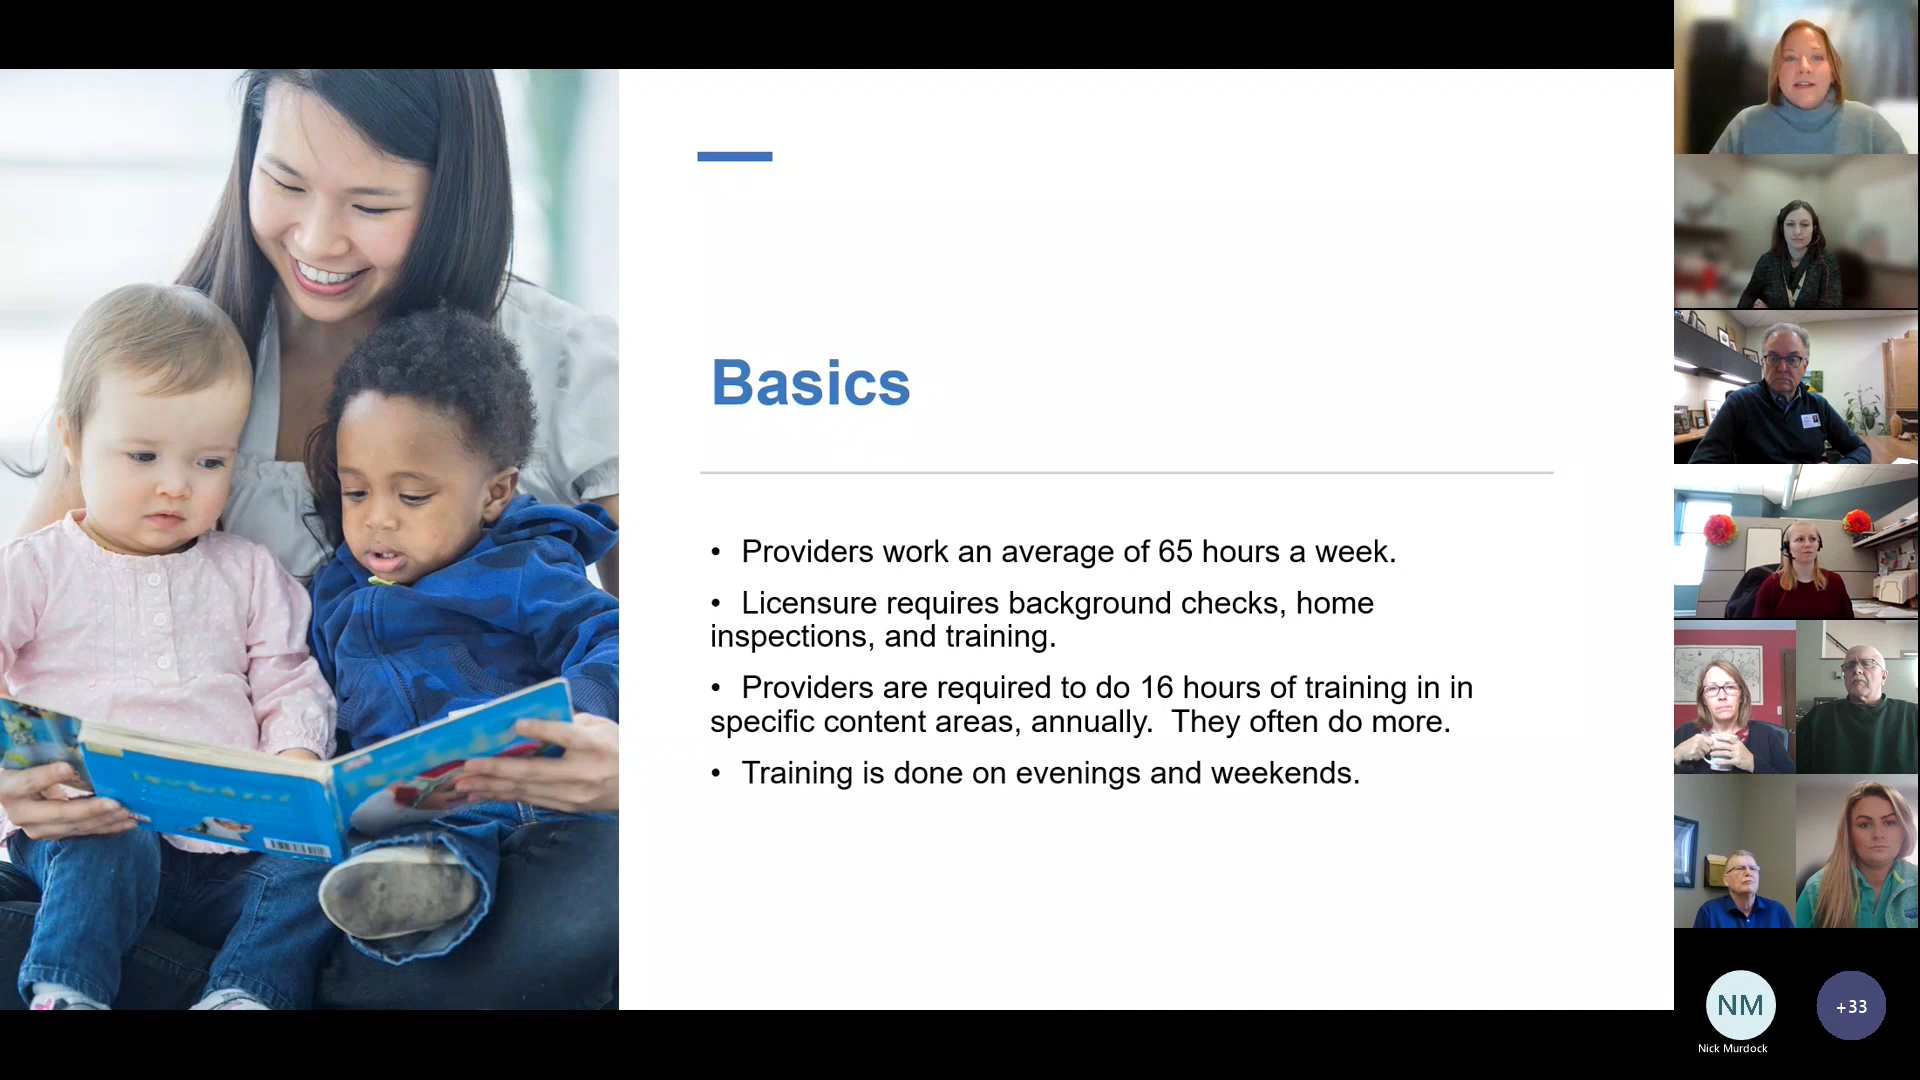 Basics
• Providers work an average of 65 hours a week.
• Licensure requires background checks, home
inspections, and training.
• Providers are required to do 16 hours of training in in
specific content areas, annually.  They often do more.
• Training is done on evenings and weekends.
NM
+33
Nick Murdock